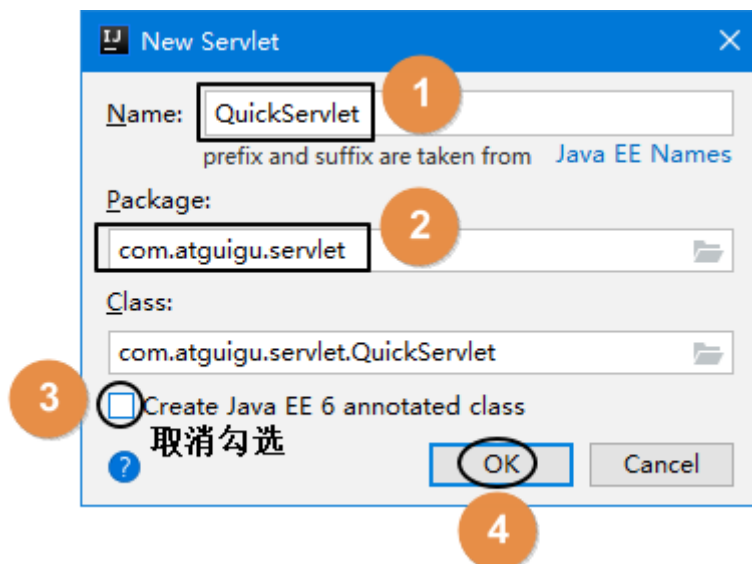 New Servlet
1
Name: QuickServlet
prefix and suffix are taken from Java EE Names
Package:
2
com.atguigu.servlet
Class:
com.atguigu.servlet.QuickServlet
3
Create Java EE 6 annotated class
取消勾选
? OK Cancel
4